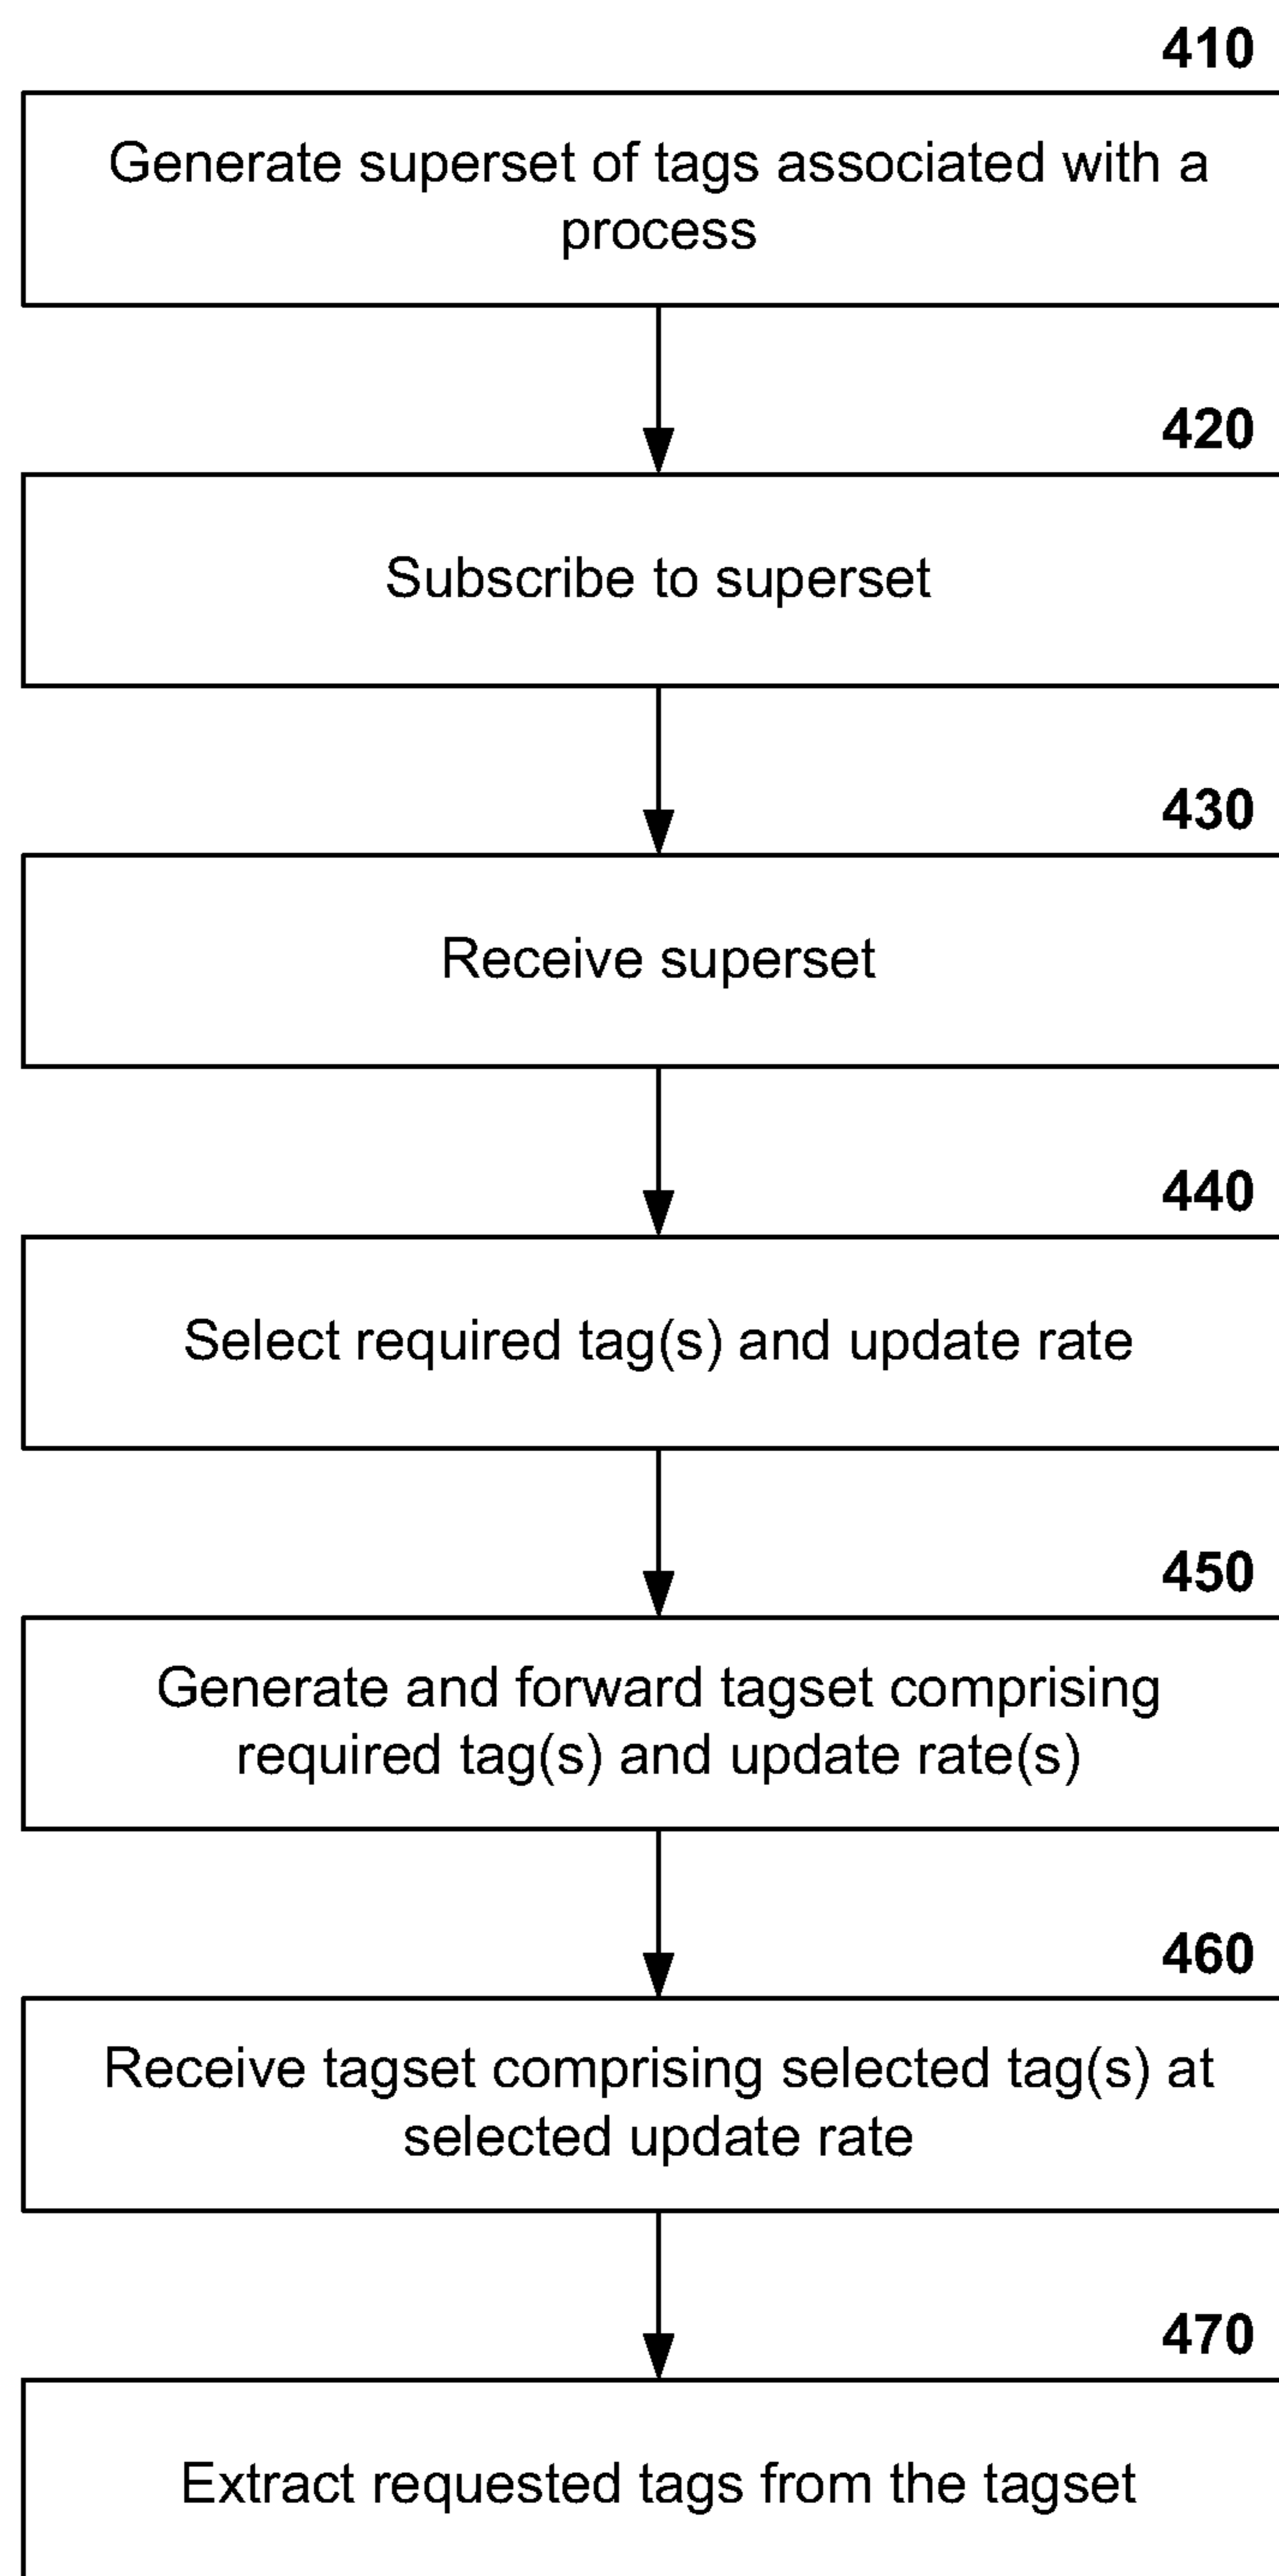 410
Generate superset of tags associated with a
process
420
Subscribe to superset
430
Receive superset
440
Select required tag(s) and update rate
450
Generate and forward tagset comprising
required tag(s) and update rate(s)
460
Receive tagset comprising selected tag(s) at
selected update rate
470
Extract requested tags from the tagset